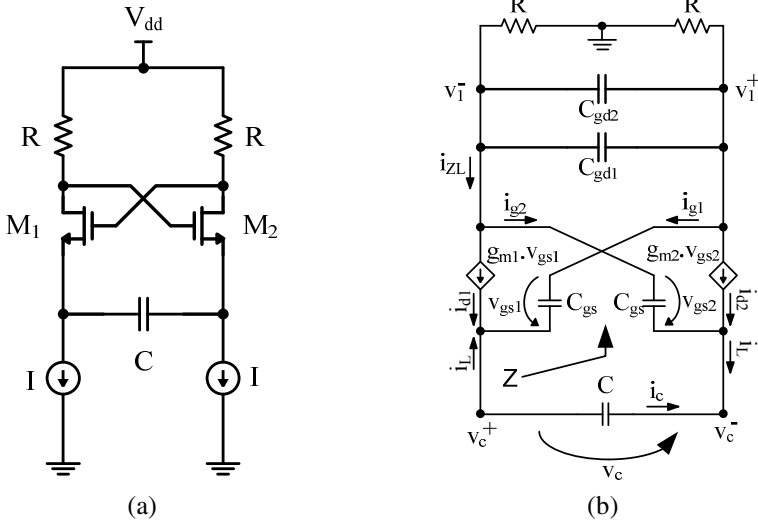 V_dd
R R
M_1 M_2
C
I I
(a)
R R
v_1^- v_1^+
C_gd2
C_gd1
i_ZL
i_g2 i_g1
g_m1.v_gs1 g_m2.v_gs2
i_d1 v_gs1 C_gs C_gs v_gs2 i_d2
i_L Z i_L
C i_c
v_c^+ v_c^-
v_c
(b)